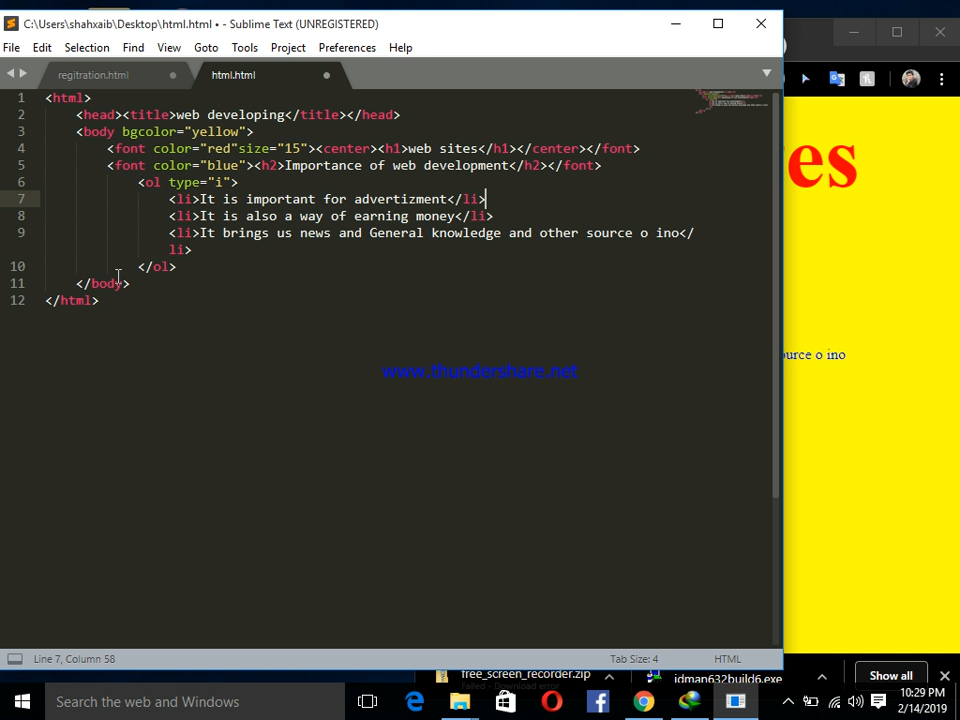 C:\Users\shahxaib\Desktop\html.html • - Sublime Text (UNREGISTERED)
File Edit Selection Find View Goto Tools Project Preferences Help
regitration.html html.html
1 <html>
2 <head><title>web developing</title></head>
3 <body bgcolor="yellow">
4 <font color="red"size="15"><center><h1>web sites</h1></center></font>
5 <font color="blue"><h2>Importance of web development</h2></font>
6 <ol type="i">
7 <li>It is important for advertizment</li>
8 <li>It is also a way of earning money</li>
9 <li>It brings us news and General knowledge and other source o ino</
li>
10 </ol>
11 </body>
12 </html>
es
ource o ino
www.thundershare.net
Line 7, Column 58 Tab Size: 4 HTML
free_screen_recorder.zip
Failed - Download error
idman632build6.exe
Show all
Search the web and Windows
10:29 PM
2/14/2019